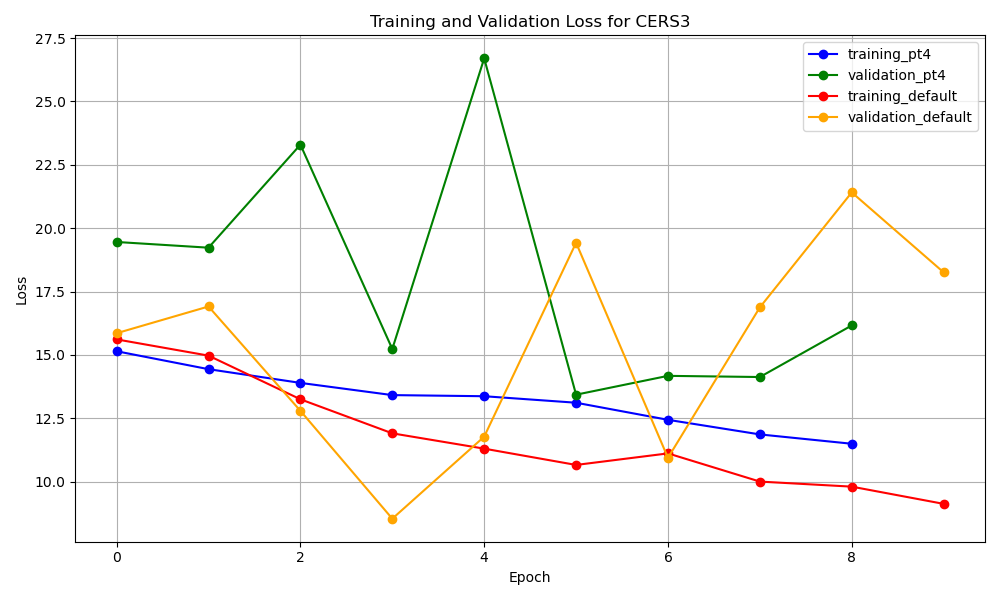 Training and Validation Loss for CERS3
27.5
25.0
22.5
20.0
17.5
15.0
12.5
10.0
Loss
0
2
4
6
8
Epoch
training_pt4
validation_pt4
training_default
validation_default